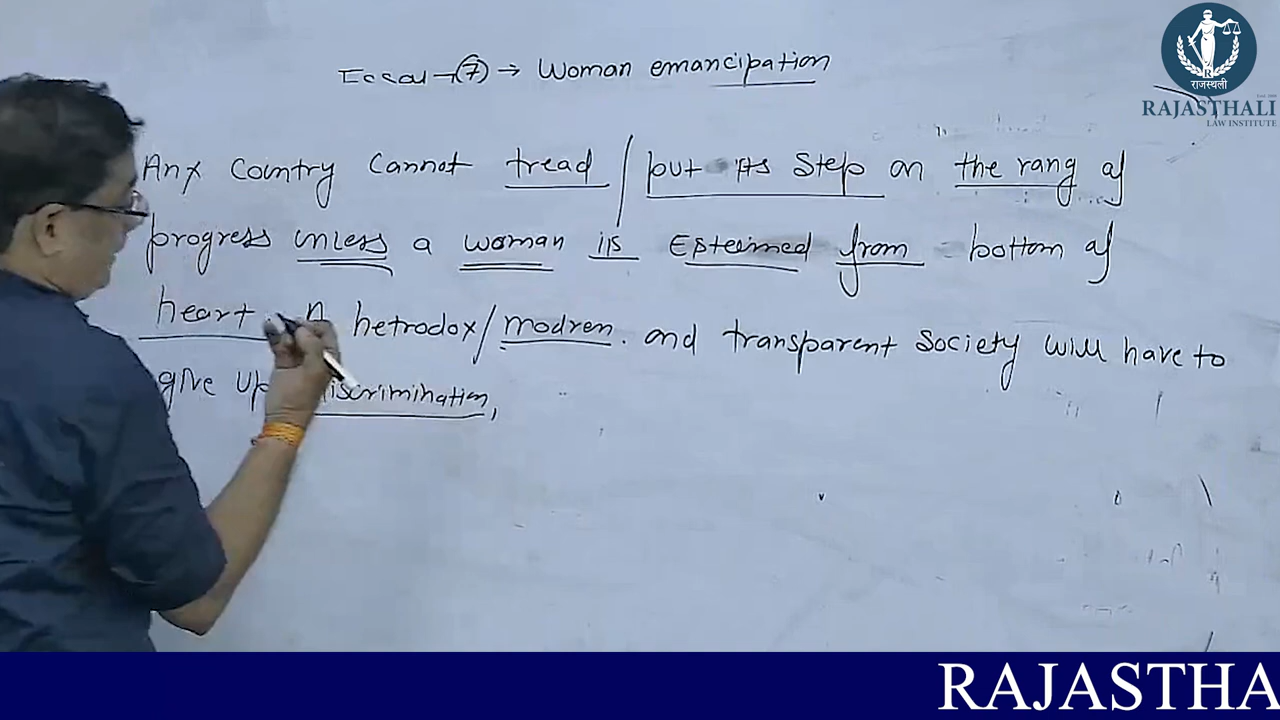 Essay → (7) → Woman emancipation
Any Country Cannot tread / put its Step on the rang of
progress unless a woman is Esteemed from bottom of
heart. A hetrodox / modren. and transparent Society will have to
give up discrimination,
राजस्थली
RAJASTHALI
LAW INSTITUTE
RAJASTHA